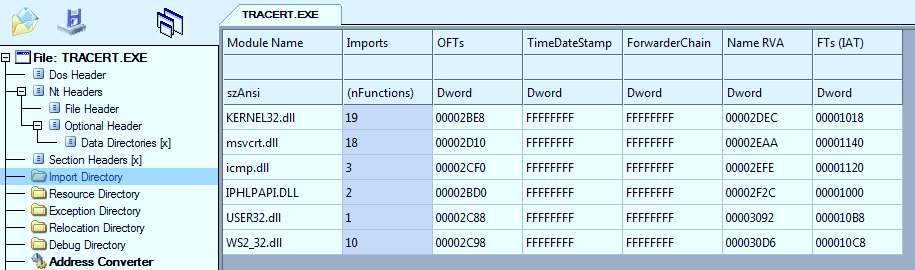 TRACERT.EXE
File: TRACERT.EXE
Dos Header
Nt Headers
File Header
Optional Header
Data Directories [x]
Section Headers [x]
Import Directory
Resource Directory
Exception Directory
Relocation Directory
Debug Directory
Address Converter
Module Name Imports OFTs TimeDateStamp ForwarderChain Name RVA FTs (IAT)
szAnsi (nFunctions) Dword Dword Dword Dword Dword
KERNEL32.dll 19 00002BE8 FFFFFFFF FFFFFFFF 00002DEC 00001018
msvcrt.dll 18 00002D10 FFFFFFFF FFFFFFFF 00002EAA 00001140
icmp.dll 3 00002CF0 FFFFFFFF FFFFFFFF 00002EFE 00001120
IPHLPAPI.DLL 2 00002BD0 FFFFFFFF FFFFFFFF 00002F2C 00001000
USER32.dll 1 00002C88 FFFFFFFF FFFFFFFF 00003092 000010B8
WS2_32.dll 10 00002C98 FFFFFFFF FFFFFFFF 000030D6 000010C8